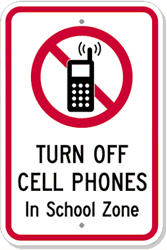 TURN OFF
CELL PHONES
In School Zone